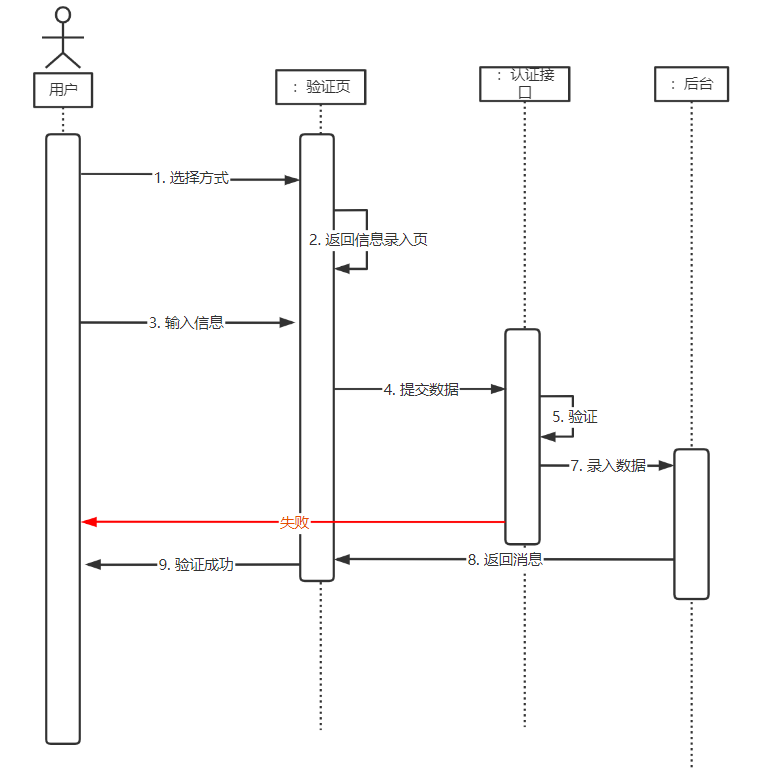 用户
：验证页
：认证接
口
：后台
1. 选择方式
2. 返回信息录入页
3. 输入信息
4. 提交数据
5. 验证
7. 录入数据
失败
8. 返回消息
9. 验证成功